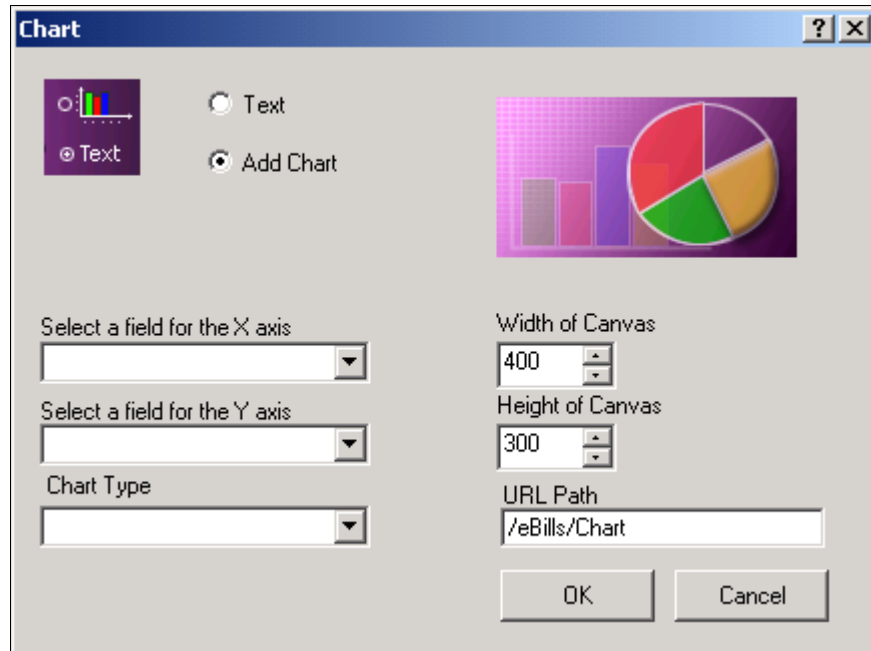 Chart
Text
Text
Add Chart
Select a field for the X axis
Select a field for the Y axis
Chart Type
Width of Canvas
400
Height of Canvas
300
URL Path
/eBills/Chart
OK
Cancel